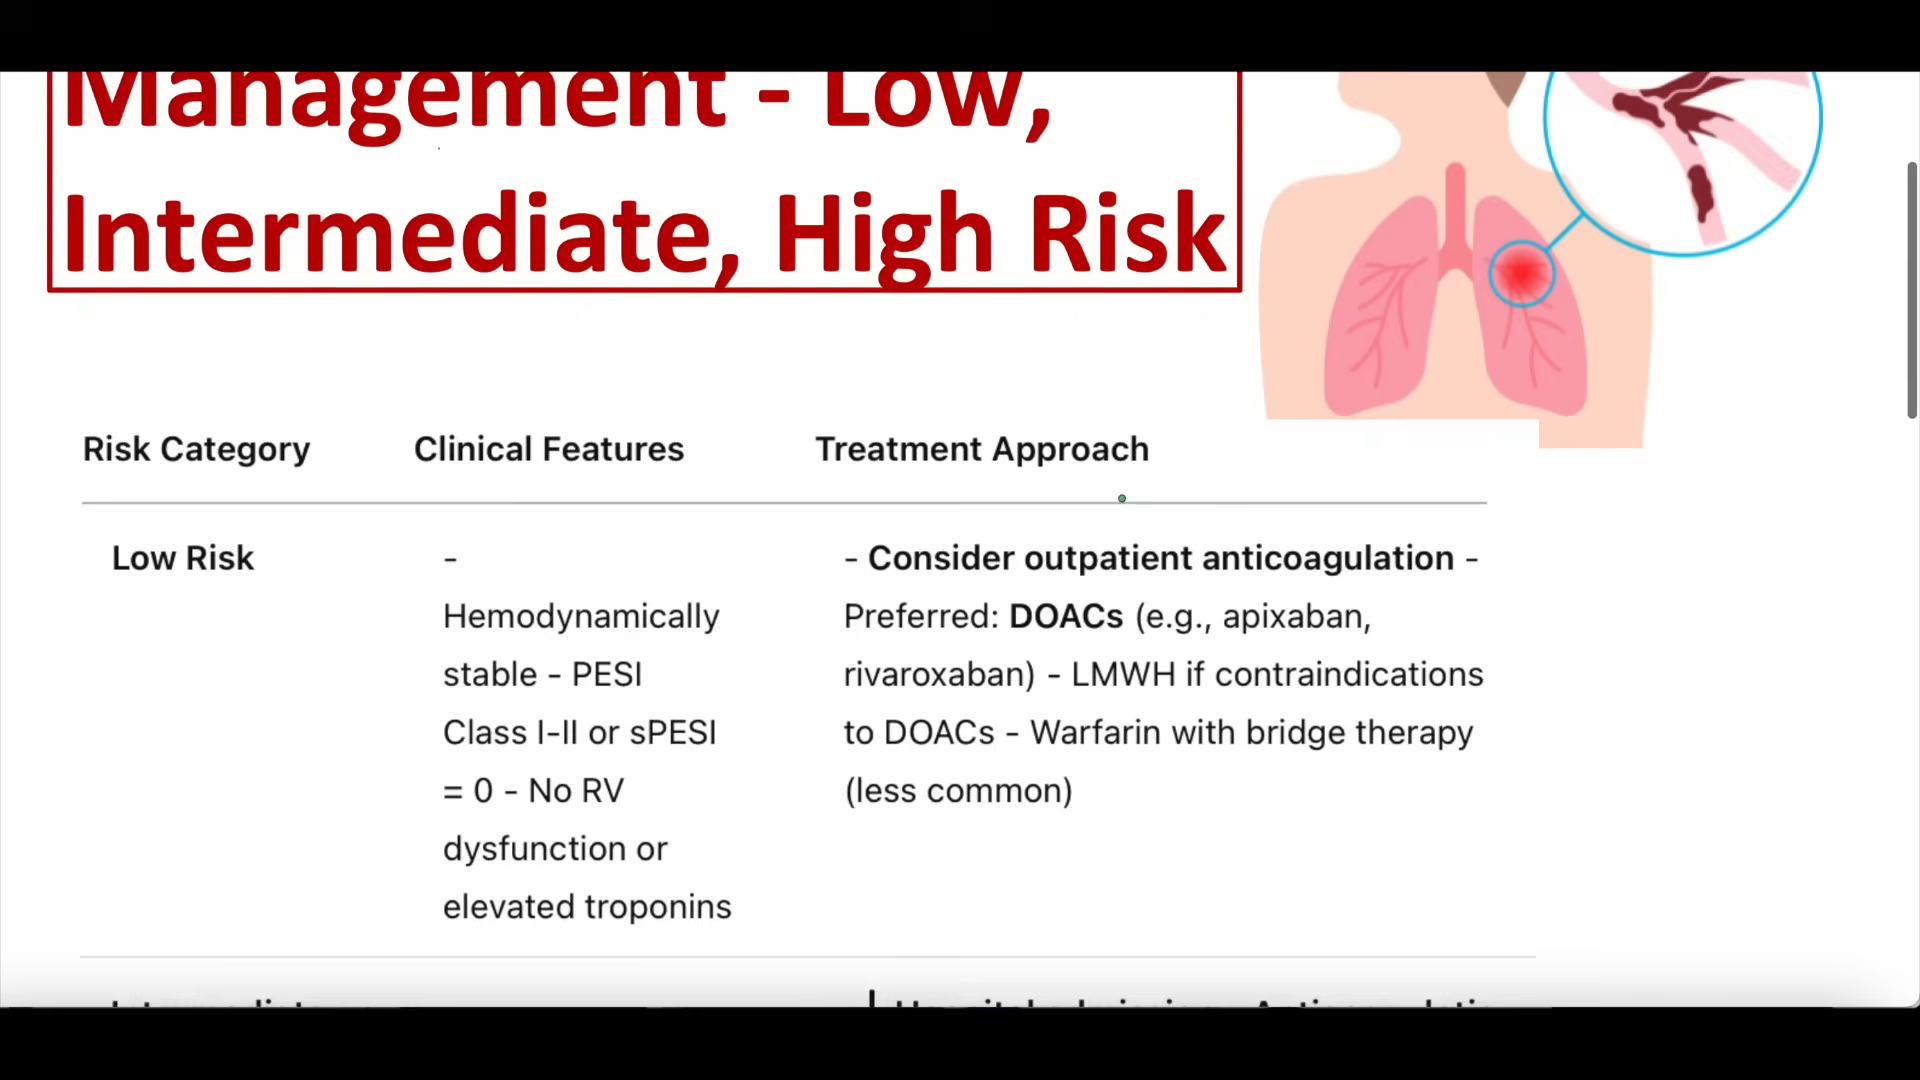 Management - Low,
Intermediate, High Risk
Risk Category Clinical Features Treatment Approach
Low Risk
-
Hemodynamically
stable - PESI
Class I-II or sPESI
= 0 - No RV
dysfunction or
elevated troponins
- Consider outpatient anticoagulation -
Preferred: DOACs (e.g., apixaban,
rivaroxaban) - LMWH if contraindications
to DOACs - Warfarin with bridge therapy
(less common)